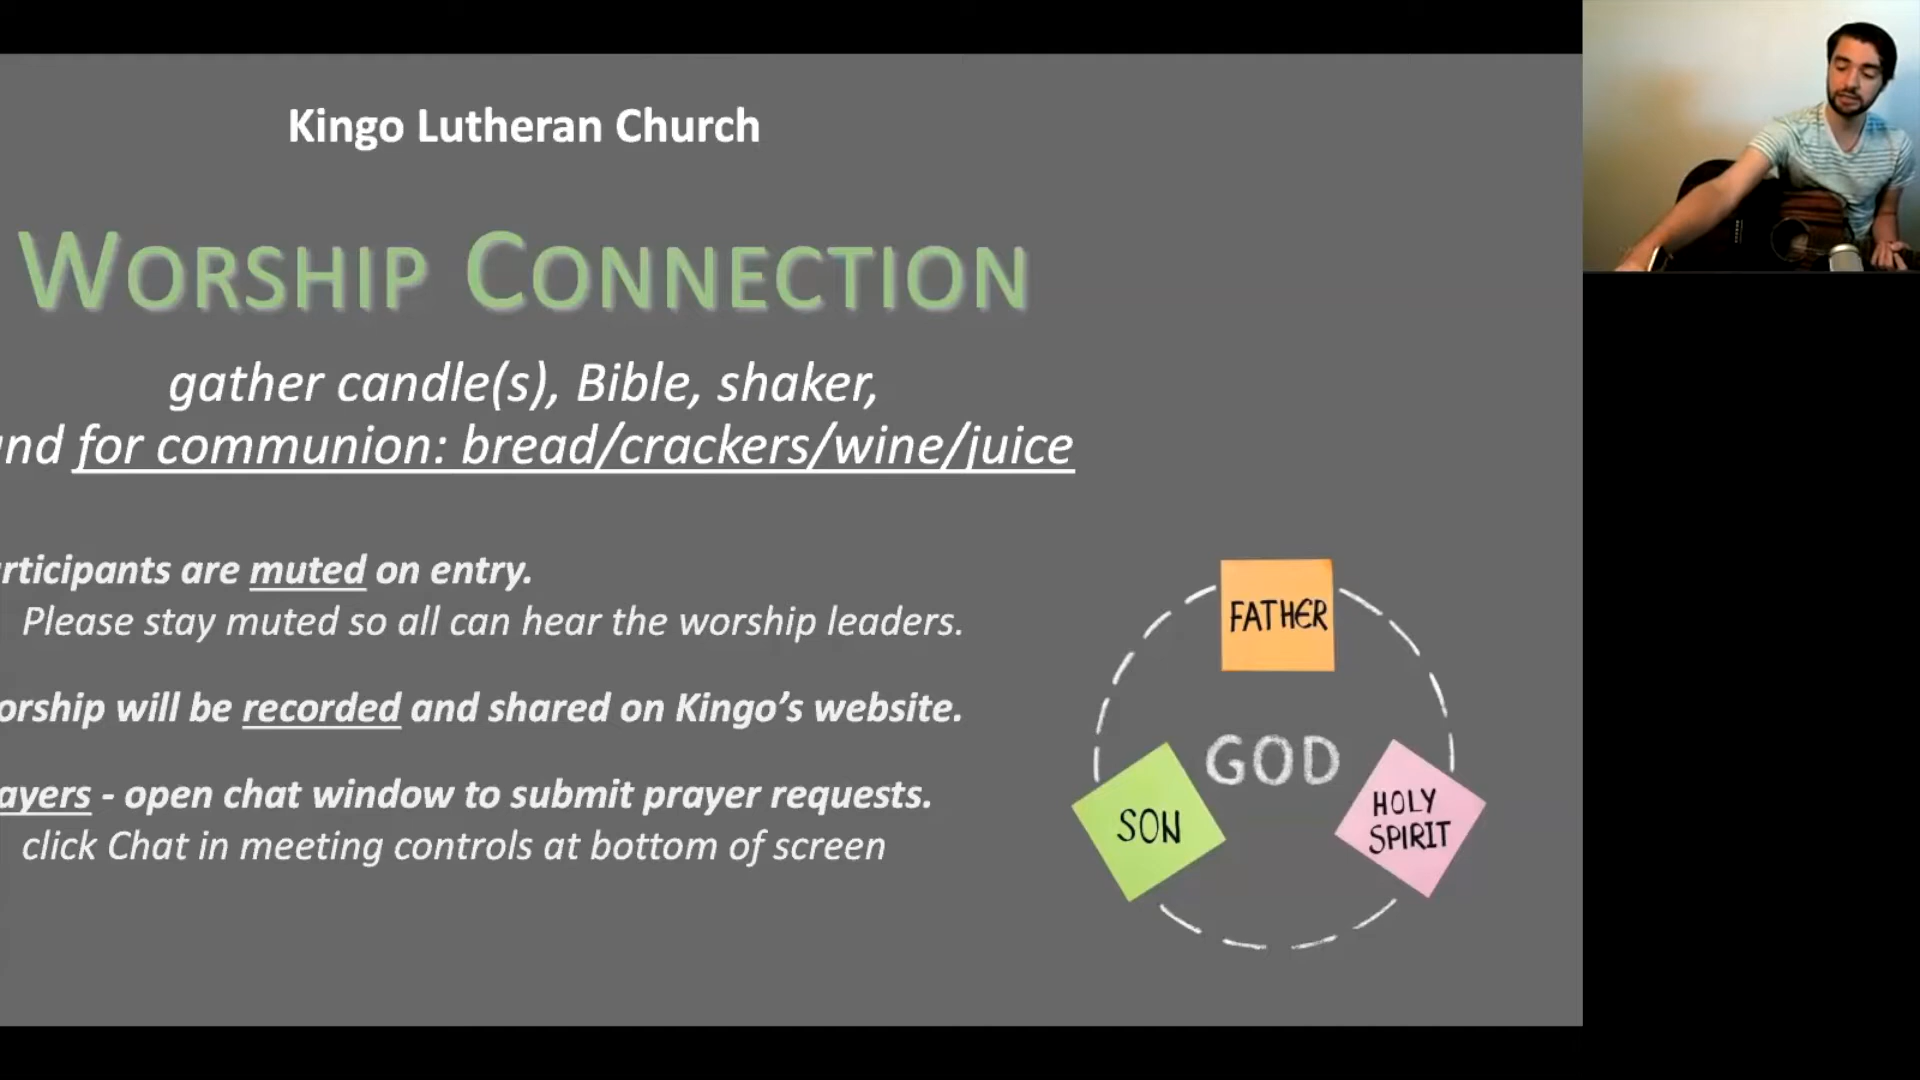 Kingo Lutheran Church
WORSHIP CONNECTION
gather candle(s), Bible, shaker,
nd for communion: bread/crackers/wine/juice
rticipants are muted on entry.
Please stay muted so all can hear the worship leaders.
orship will be recorded and shared on Kingo's website.
ayers - open chat window to submit prayer requests.
click Chat in meeting controls at bottom of screen
FATHER
GOD
SON
HOLY
SPIRIT